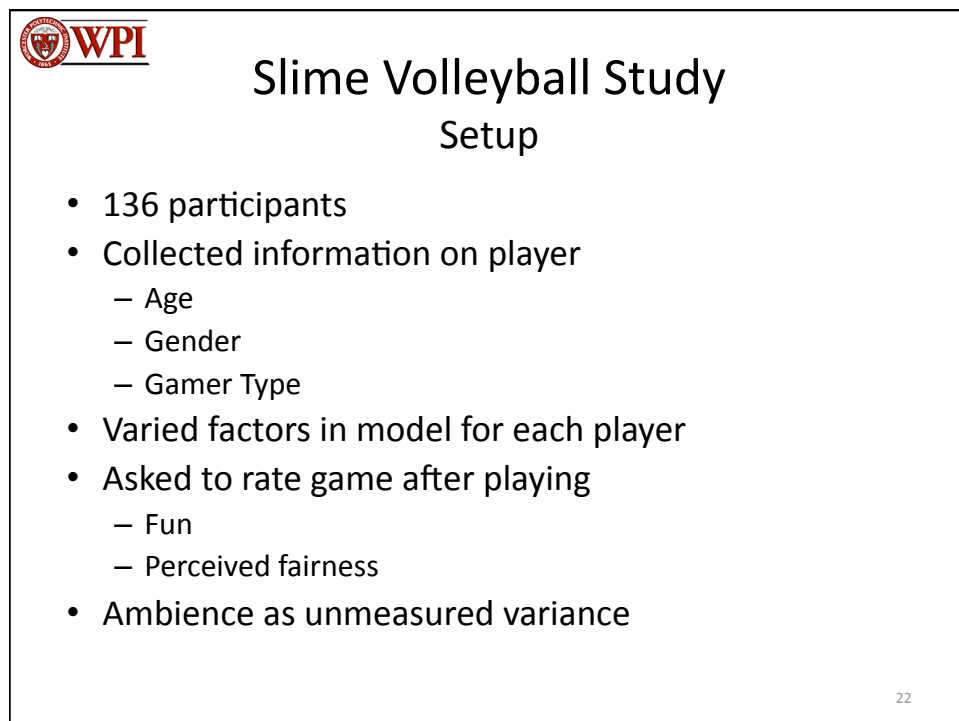 WPI
Slime Volleyball Study
Setup
• 136 participants
• Collected information on player
– Age
– Gender
– Gamer Type
• Varied factors in model for each player
• Asked to rate game after playing
– Fun
– Perceived fairness
• Ambience as unmeasured variance
22